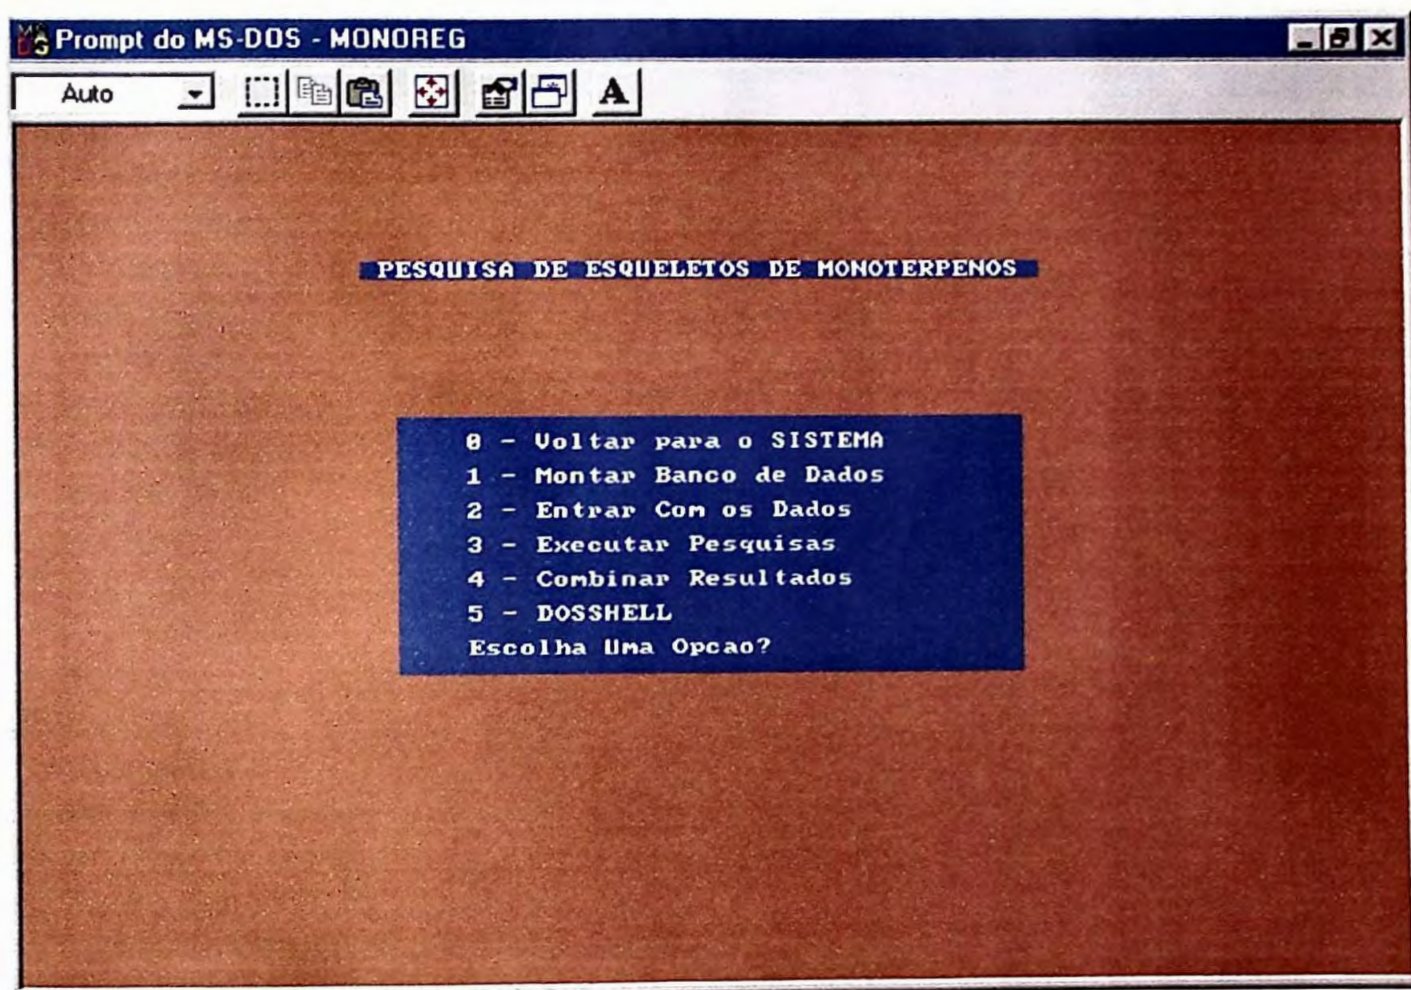 Prompt do MS-DOS - MONOREG
Auto
A
PESQUISA DE ESQUELETOS DE MONOTERPENOS
0 - Voltar para o SISTEMA
1 - Montar Banco de Dados
2 - Entrar Com os Dados
3 - Executar Pesquisas
4 - Combinar Resultados
5 - DOSSHELL
Escolha Uma Opcao?